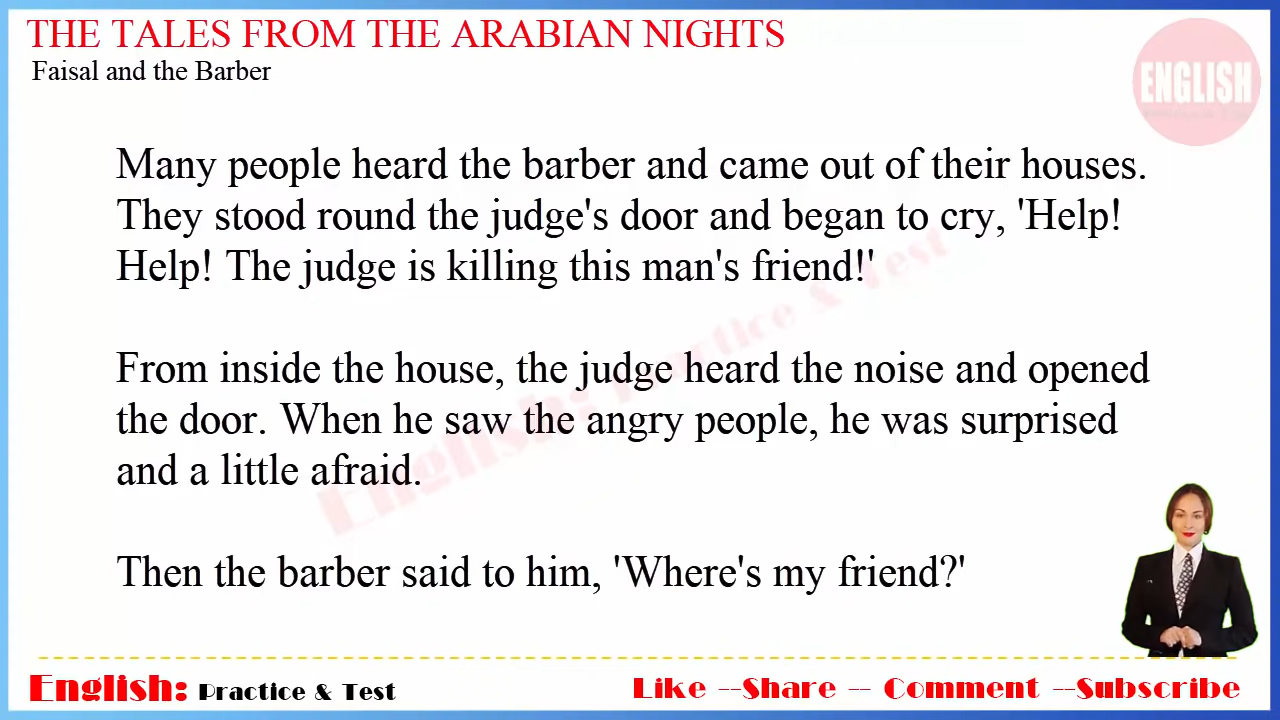 THE TALES FROM THE ARABIAN NIGHTS
Faisal and the Barber
ENGLISH
Many people heard the barber and came out of their houses.
They stood round the judge's door and began to cry, 'Help!
Help! The judge is killing this man's friend!'
From inside the house, the judge heard the noise and opened
the door. When he saw the angry people, he was surprised
and a little afraid.
Then the barber said to him, 'Where's my friend?'
English: Practice & Test
English: Practice & Test
Like --Share -- Comment --Subscribe